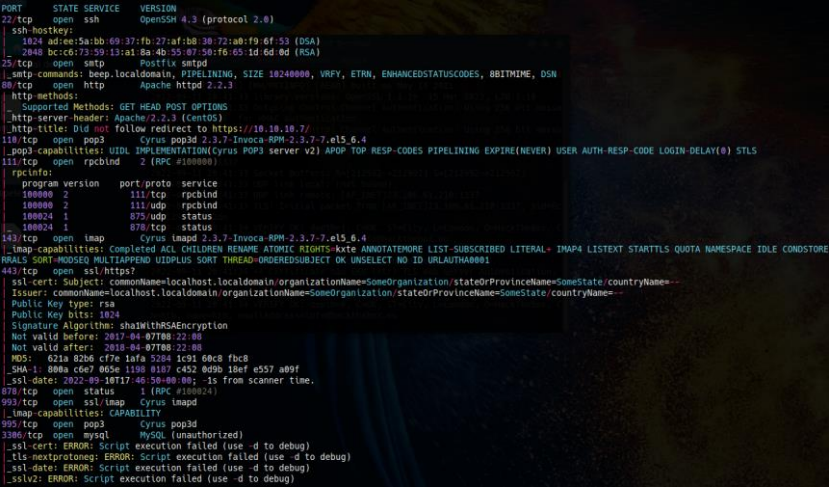 PORT STATE SERVICE VERSION
22/tcp open ssh OpenSSH 4.3 (protocol 2.0)
| ssh-hostkey:
| 1024 ad:ee:5a:bb:69:37:fb:27:af:b8:30:72:a0:f9:6f:53 (DSA)
|_ 2048 bc:c6:73:59:13:a1:8a:4b:55:07:50:f6:65:1d:6d:0d (RSA)
25/tcp open smtp Postfix smtpd
|_smtp-commands: beep.localdomain, PIPELINING, SIZE 10240000, VRFY, ETRN, ENHANCEDSTATUSCODES, 8BITMIME, DSN
80/tcp open http Apache httpd 2.2.3
| http-methods:
|_ Supported Methods: GET HEAD POST OPTIONS
|_http-server-header: Apache/2.2.3 (CentOS)
|_http-title: Did not follow redirect to https://10.10.10.7/
110/tcp open pop3 Cyrus pop3d 2.3.7-Invoca-RPM-2.3.7-7.el5_6.4
|_pop3-capabilities: UIDL IMPLEMENTATION(Cyrus POP3 server v2) APOP TOP RESP-CODES PIPELINING EXPIRE(NEVER) USER AUTH-RESP-CODE LOGIN-DELAY(0) STLS
111/tcp open rpcbind 2 (RPC #100000)
| rpcinfo:
| program version port/proto service
| 100000 2 111/tcp rpcbind
| 100000 2 111/udp rpcbind
| 100024 1 875/udp status
|_ 100024 1 878/tcp status
143/tcp open imap Cyrus imapd 2.3.7-Invoca-RPM-2.3.7-7.el5_6.4
|_imap-capabilities: Completed ACL CHILDREN RENAME ATOMIC RIGHTS=kxte ANNOTATEMORE LIST-SUBSCRIBED LITERAL+ IMAP4 LISTEXT STARTTLS QUOTA NAMESPACE IDLE CONDSTORE
RRALS SORT=MODSEQ MULTIAPPEND UIDPLUS SORT THREAD=ORDEREDSUBJECT OK UNSELECT NO ID URLAUTHA0001
443/tcp open ssl/https?
| ssl-cert: Subject: commonName=localhost.localdomain/organizationName=SomeOrganization/stateOrProvinceName=SomeState/countryName=--
| Issuer: commonName=localhost.localdomain/organizationName=SomeOrganization/stateOrProvinceName=SomeState/countryName=--
| Public Key type: rsa
| Public Key bits: 1024
| Signature Algorithm: sha1WithRSAEncryption
| Not valid before: 2017-04-07T08:22:08
| Not valid after: 2018-04-07T08:22:08
| MD5: 621a 82b6 cf7e 1afa 5284 1c91 60c8 fbc8
|_SHA-1: 800a c6e7 065e 1198 0187 c452 0d9b 18ef e557 a09f
|_ssl-date: 2022-09-10T17:46:50+00:00; -1s from scanner time.
878/tcp open status 1 (RPC #100024)
993/tcp open ssl/imap Cyrus imapd
|_imap-capabilities: CAPABILITY
995/tcp open pop3 Cyrus pop3d
3306/tcp open mysql MySQL (unauthorized)
|_ssl-cert: ERROR: Script execution failed (use -d to debug)
|_tls-nextprotoneg: ERROR: Script execution failed (use -d to debug)
|_ssl-date: ERROR: Script execution failed (use -d to debug)
|_sslv2: ERROR: Script execution failed (use -d to debug)